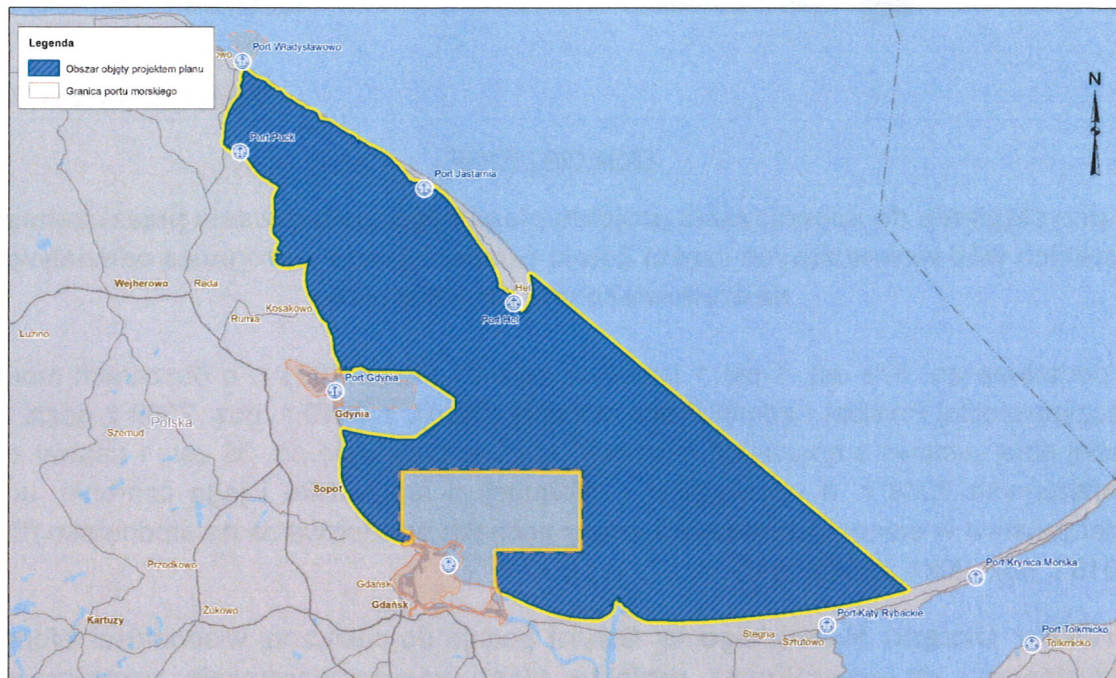 Legenda
Obszar objęty projektem planu
Granica portu morskiego
owo
Port Władysławowo
N
Port Puck
Port Jastarnia
Hel
Port Hel
Wejherowo
Reda
Kosakowo
Rumia
Luzino
Port Gdynia
Gdynia
Polska
Szemud
Sopot
Przodkowo
Gdańsk
Gdańsk
Żukowo
Kartuzy
Port Krynica Morska
Port Kąty Rybackie
Stegna
Sztutowo
Port Tolkmicko
Tolkmicko